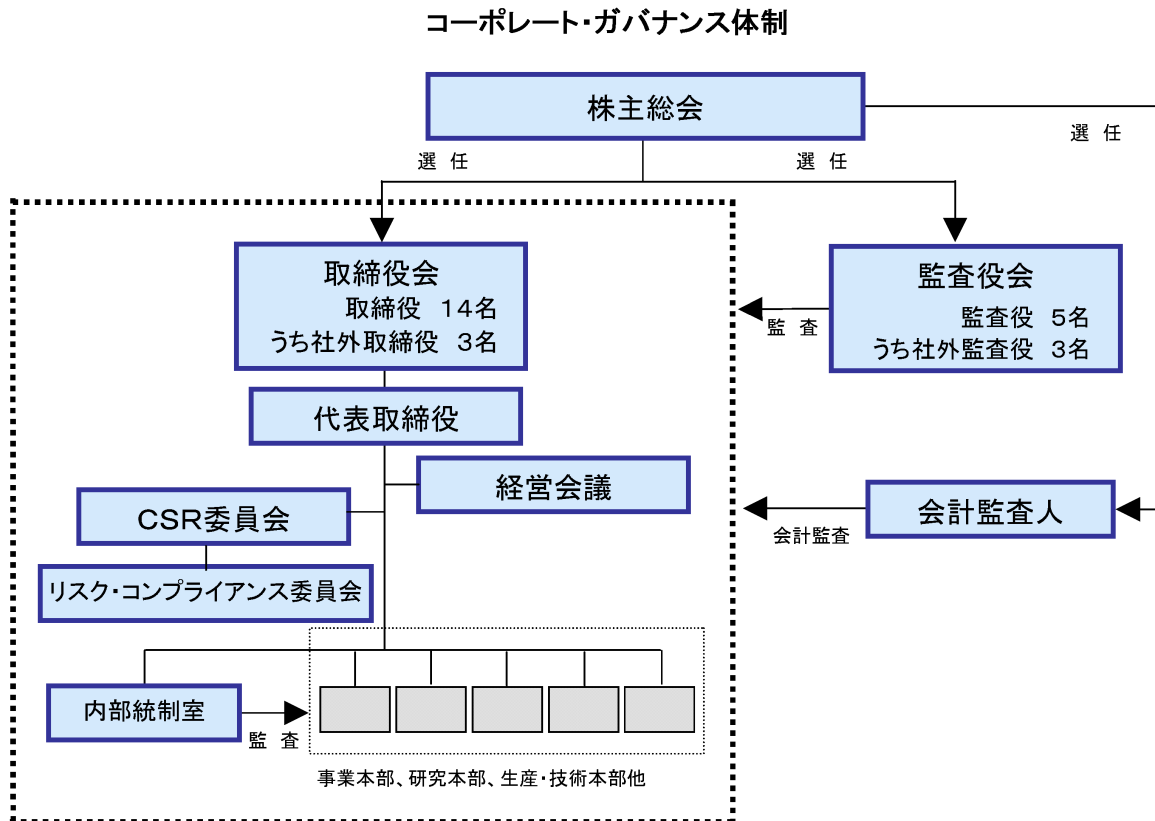 コーポレート・ガバナンス体制
株主総会
選 任
選 任
選 任
取締役会
取締役 14名
うち社外取締役 3名
監査役会
監査役 5名
うち社外監査役 3名
監 査
代表取締役
経営会議
CSR委員会
会計監査人
会計監査
リスク・コンプライアンス委員会
内部統制室
監 査
事業本部、研究本部、生産・技術本部他